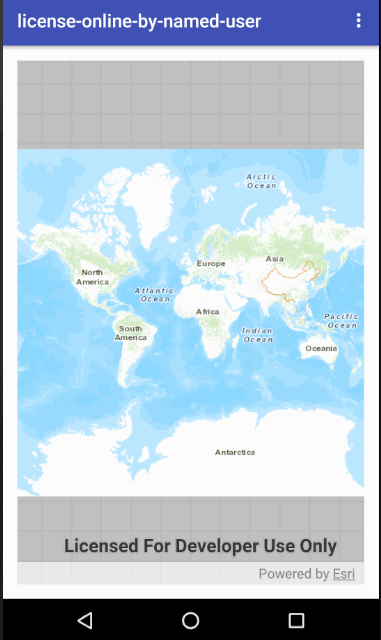 license-online-by-named-user
Arctic
Ocean
North
America
Europe
Asia
Atlantic
Ocean
Africa
Pacific
Ocean
South
America
Indian
Ocean
Oceania
Antarctica
Licensed For Developer Use Only
Powered by Esri